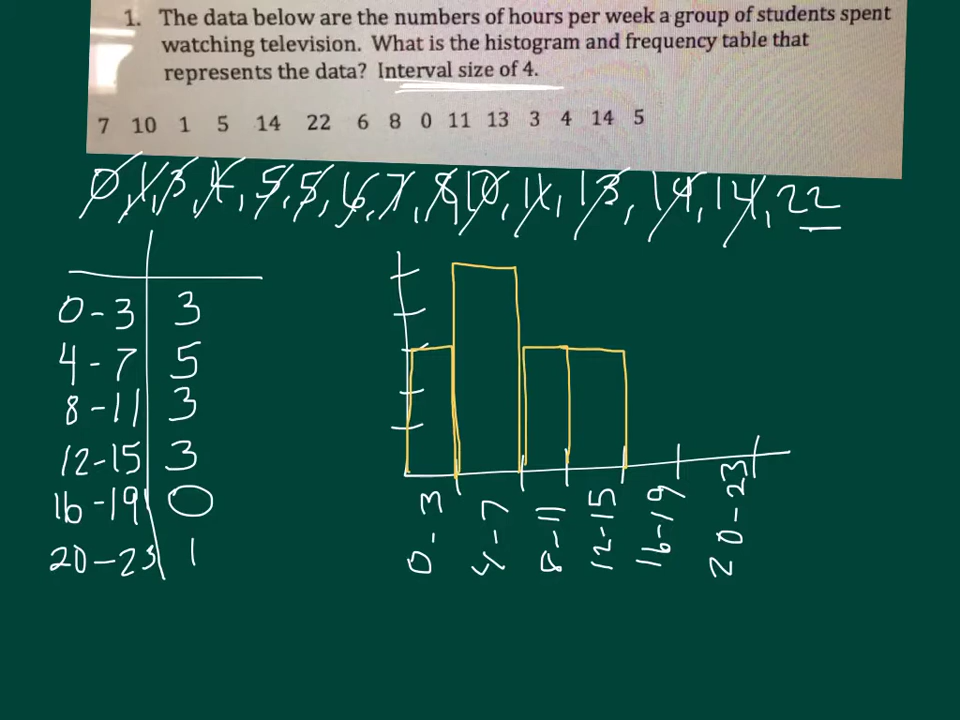 1. The data below are the numbers of hours per week a group of students spent
watching television. What is the histogram and frequency table that
represents the data? Interval size of 4.
7 10 1 5 14 22 6 8 0 11 13 3 4 14 5
0, 1, 3, 4, 5, 5, 6, 7, 8, 10, 11, 13, 14, 14, 22
0-3 3
4-7 5
8-11 3
12-15 3
16-19 0
20-23 1
0-3 4-7 8-11 12-15 16-19 20-23